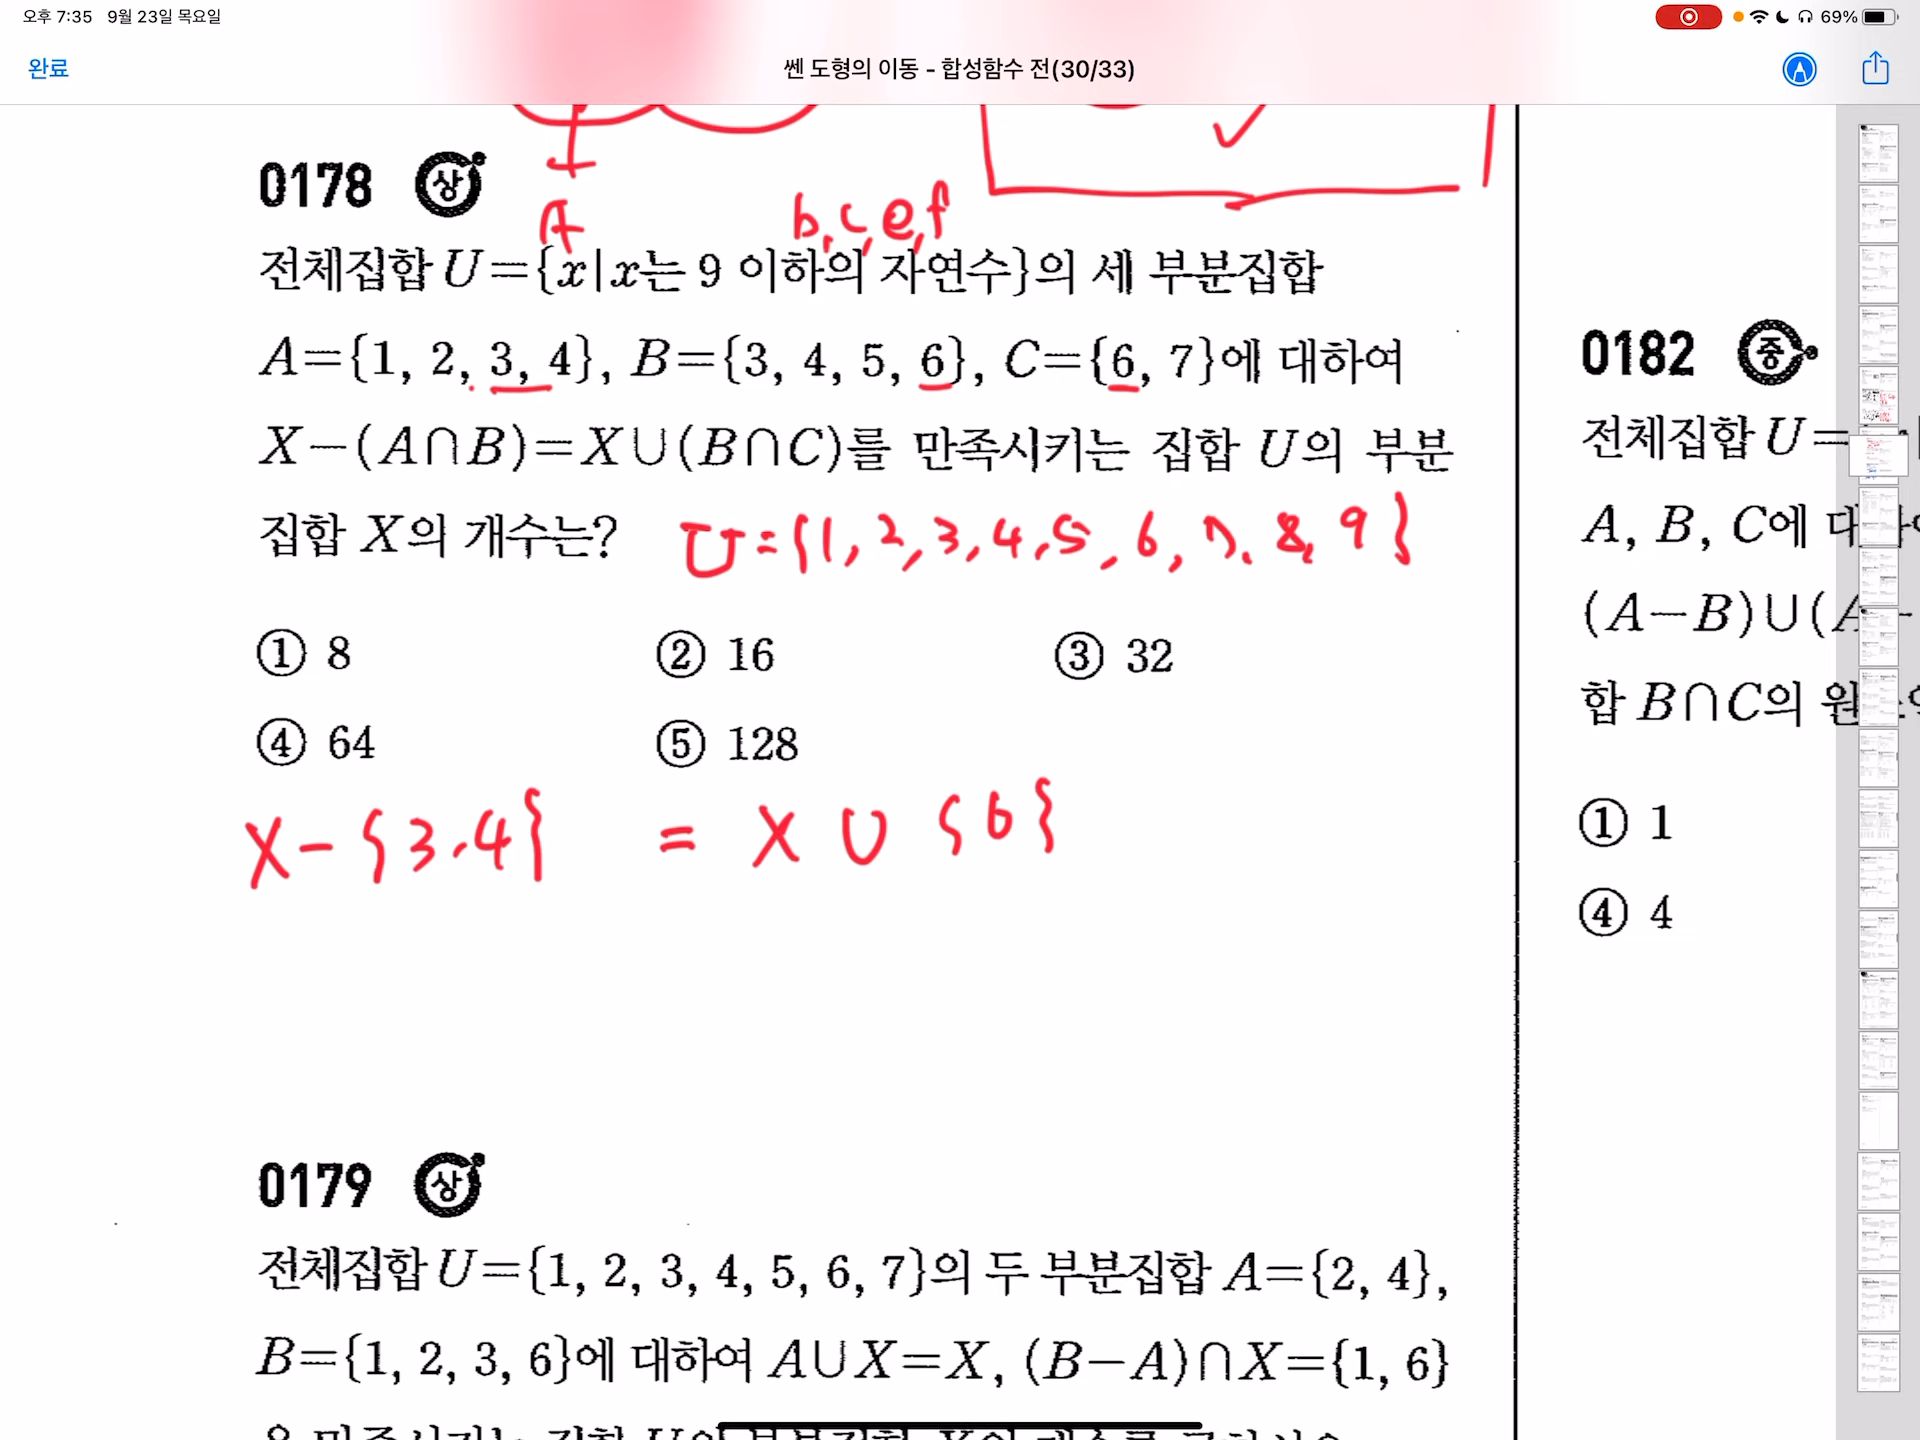 오후 7:35 9월 23일 목요일
69%
완료
쎈 도형의 이동 - 합성함수 전(30/33)
0178 상
A
b, c, e, f
전체집합 U={x|x는 9 이하의 자연수}의 세 부분집합
A={1, 2, 3, 4}, B={3, 4, 5, 6}, C={6, 7}에 대하여
X-(A∩B)=X∪(B∩C)를 만족시키는 집합 U의 부분
집합 X의 개수는?
U={1, 2, 3, 4, 5, 6, 7, 8, 9}
① 8 ② 16 ③ 32
④ 64 ⑤ 128
X-{3,4} = X ∪ {6}
0179 상
전체집합 U={1, 2, 3, 4, 5, 6, 7}의 두 부분집합 A={2, 4},
B={1, 2, 3, 6}에 대하여 A∪X=X, (B-A)∩X={1, 6}
0182 중
전체집합 U=
A, B, C에
(A-B)∪(A
합 B∩C의
① 1
④ 4